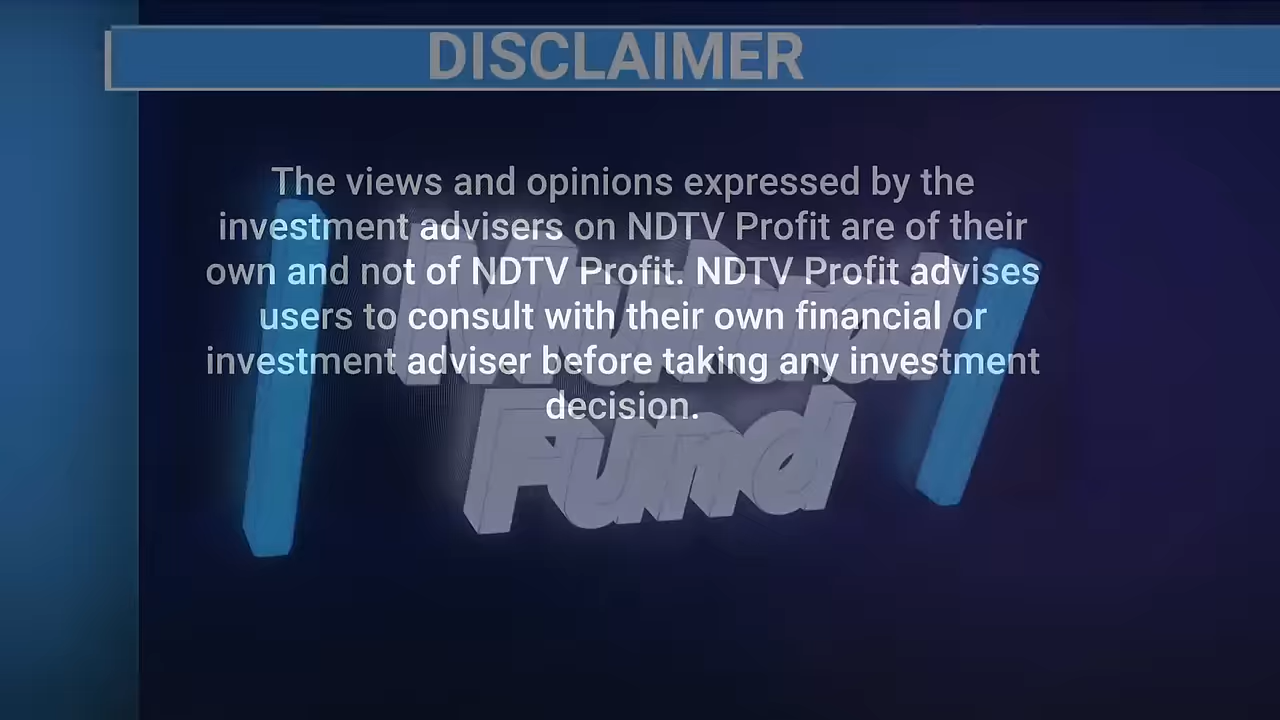 DISCLAIMER
The views and opinions expressed by the
investment advisers on NDTV Profit are of their
own and not of NDTV Profit. NDTV Profit advises
users to consult with their own financial or
investment adviser before taking any investment
decision.
Mutual
Fund